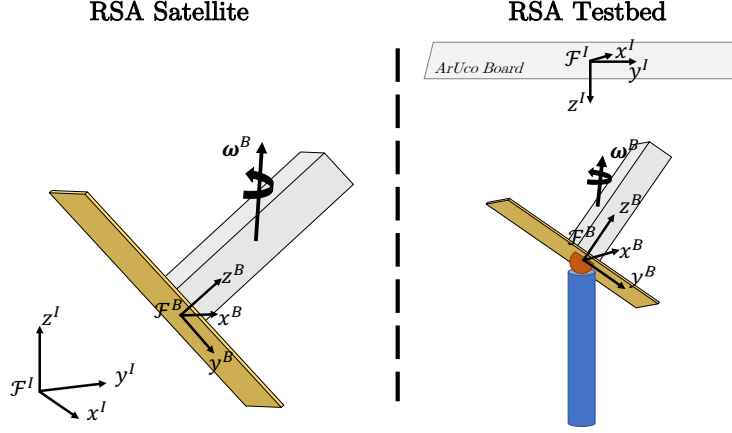 RSA Satellite
ω^B
z^B
𝓕^B
x^B
y^B
z^I
y^I
𝓕^I
x^I
RSA Testbed
𝓕^I
x^I
y^I
ArUco Board
z^I
ω^B
z^B
𝓕^B
x^B
y^B